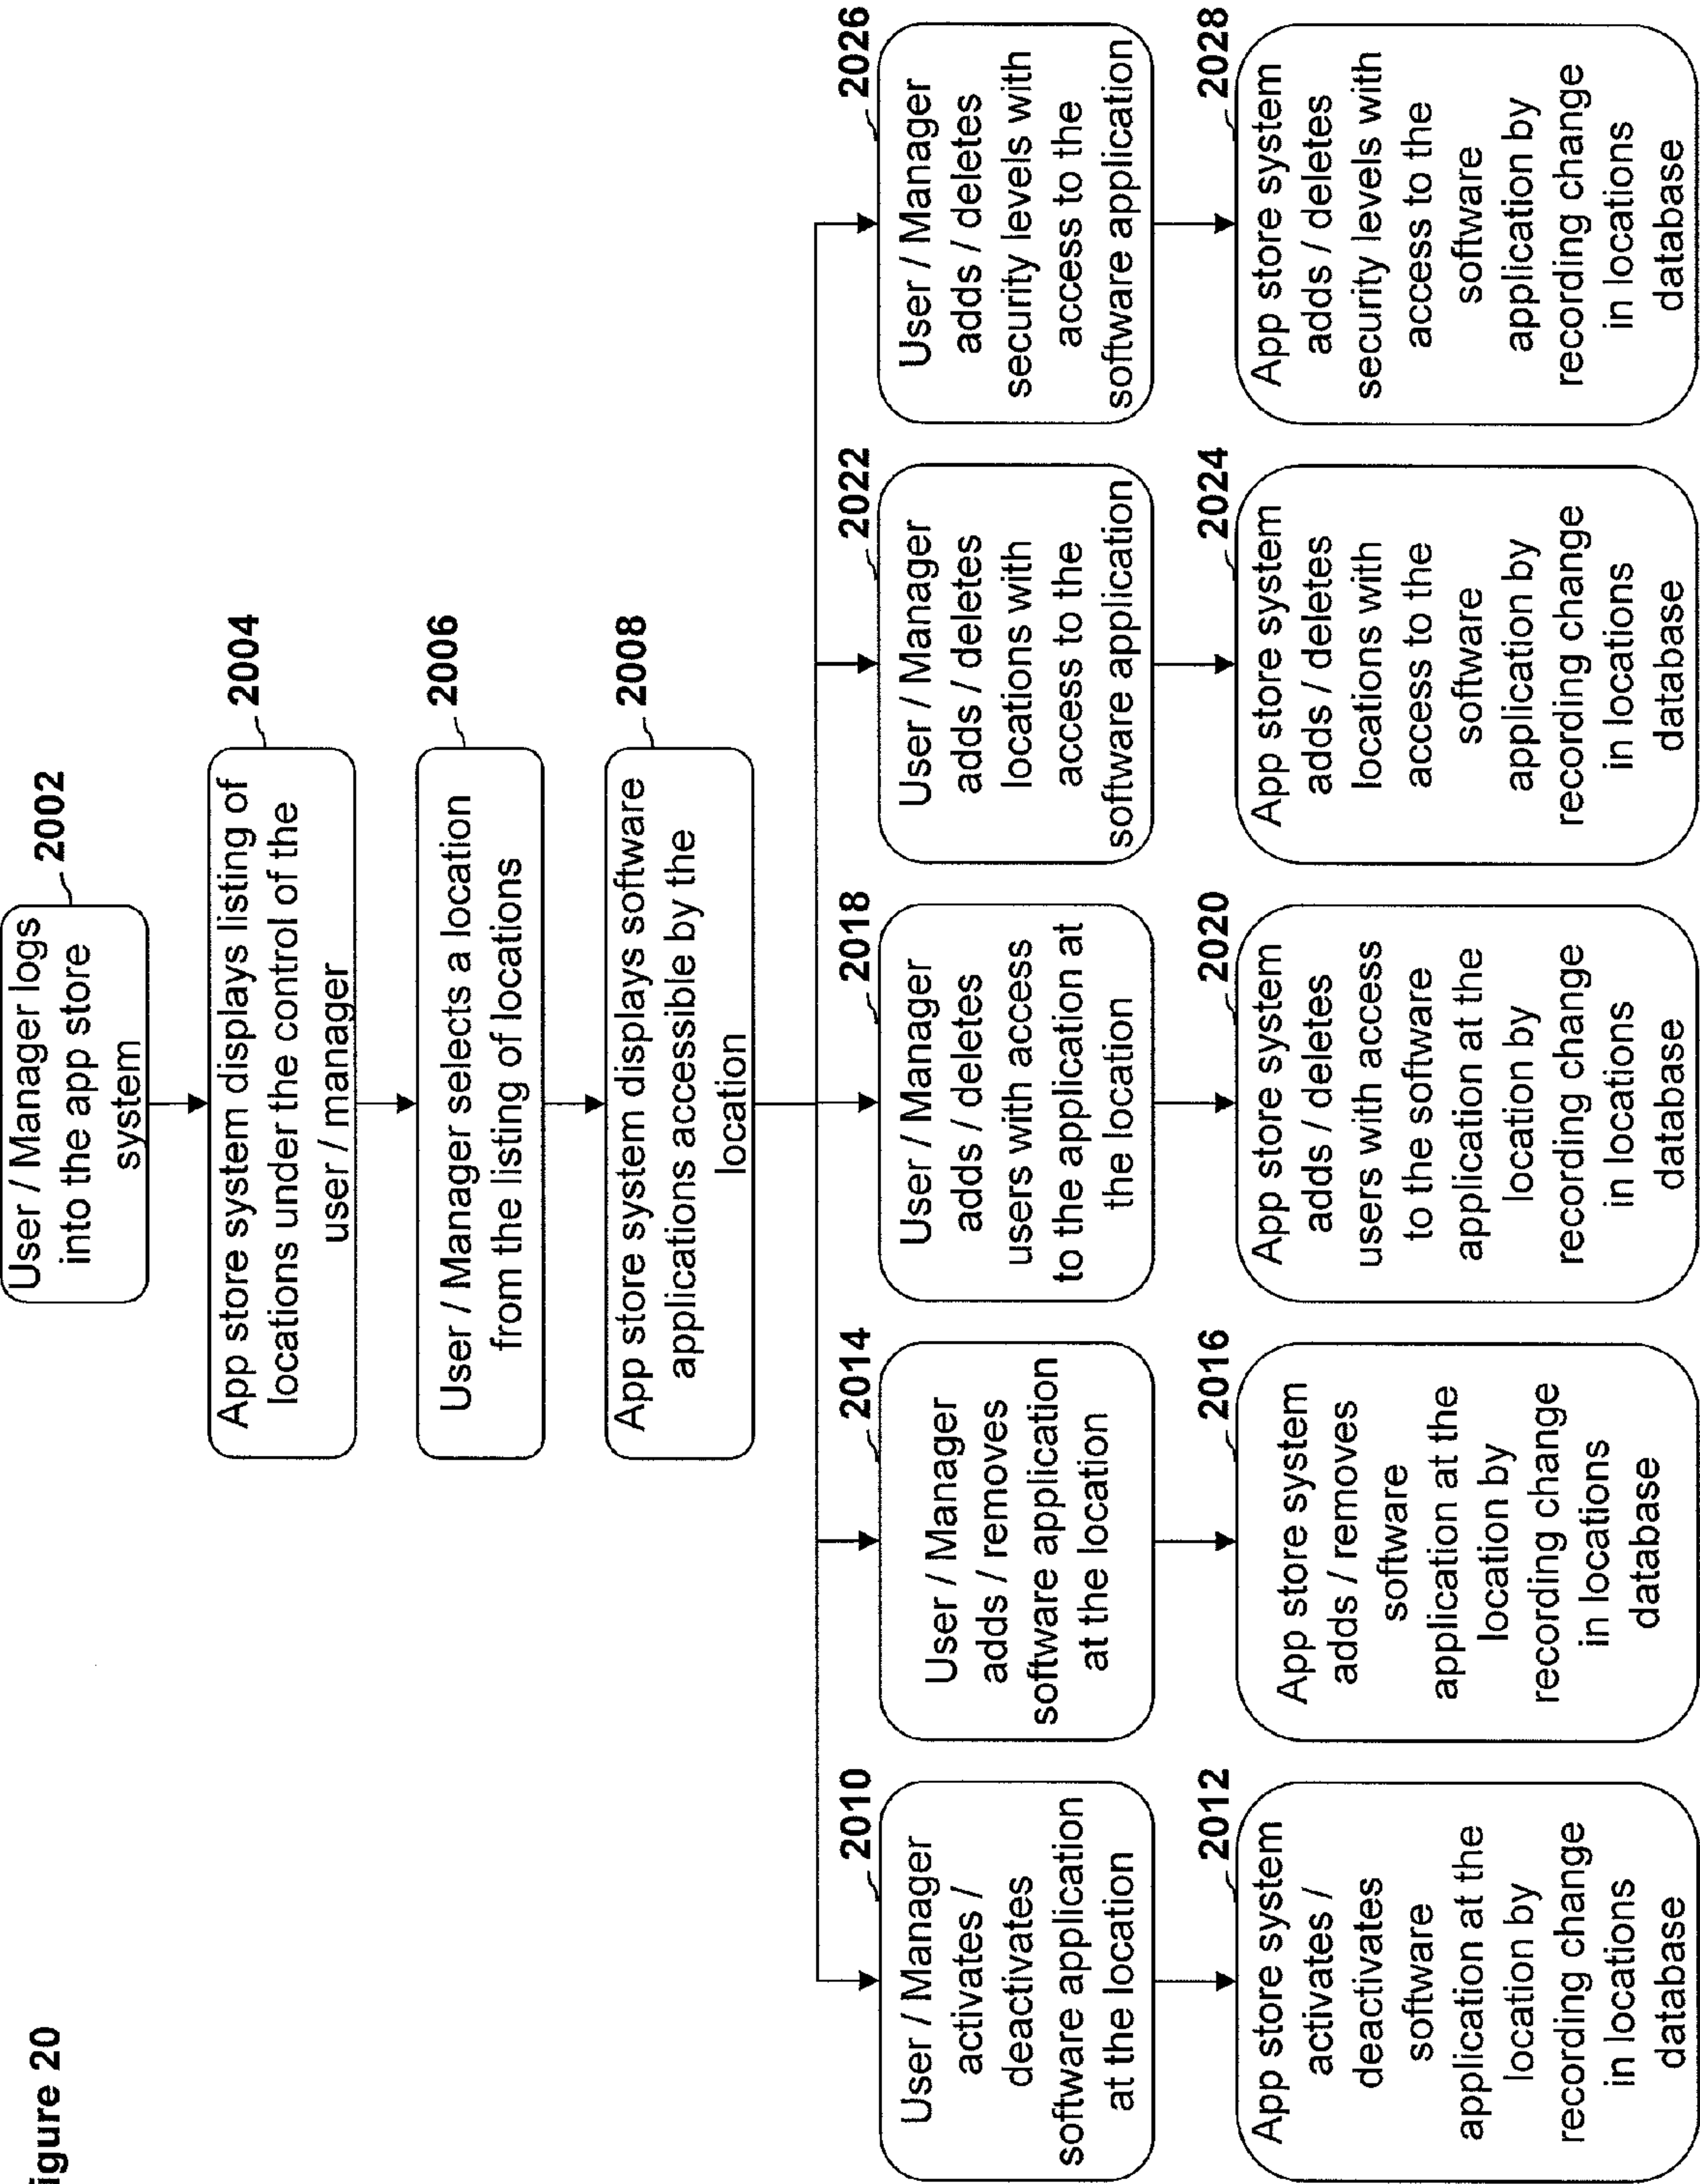 igure 20
User / Manager logs
into the app store
system
2002
App store system displays listing of
locations under the control of the
user / manager
2004
User / Manager selects a location
from the listing of locations
2006
App store system displays software
applications accessible by the
location
2008
User / Manager
activates /
deactivates
software application
at the location
2010
App store system
activates /
deactivates
software
application at the
location by
recording change
in locations
database
2012
User / Manager
adds / removes
software application
at the location
2014
App store system
adds / removes
software
application at the
location by
recording change
in locations
database
2016
User / Manager
adds / deletes
users with access
to the application at
the location
2018
App store system
adds / deletes
users with access
to the software
application at the
location by
recording change
in locations
database
2020
User / Manager
adds / deletes
locations with
access to the
software application
2022
App store system
adds / deletes
locations with
access to the
software
application by
recording change
in locations
database
2024
User / Manager
adds / deletes
security levels with
access to the
software application
2026
App store system
adds / deletes
security levels with
access to the
software
application by
recording change
in locations
database
2028